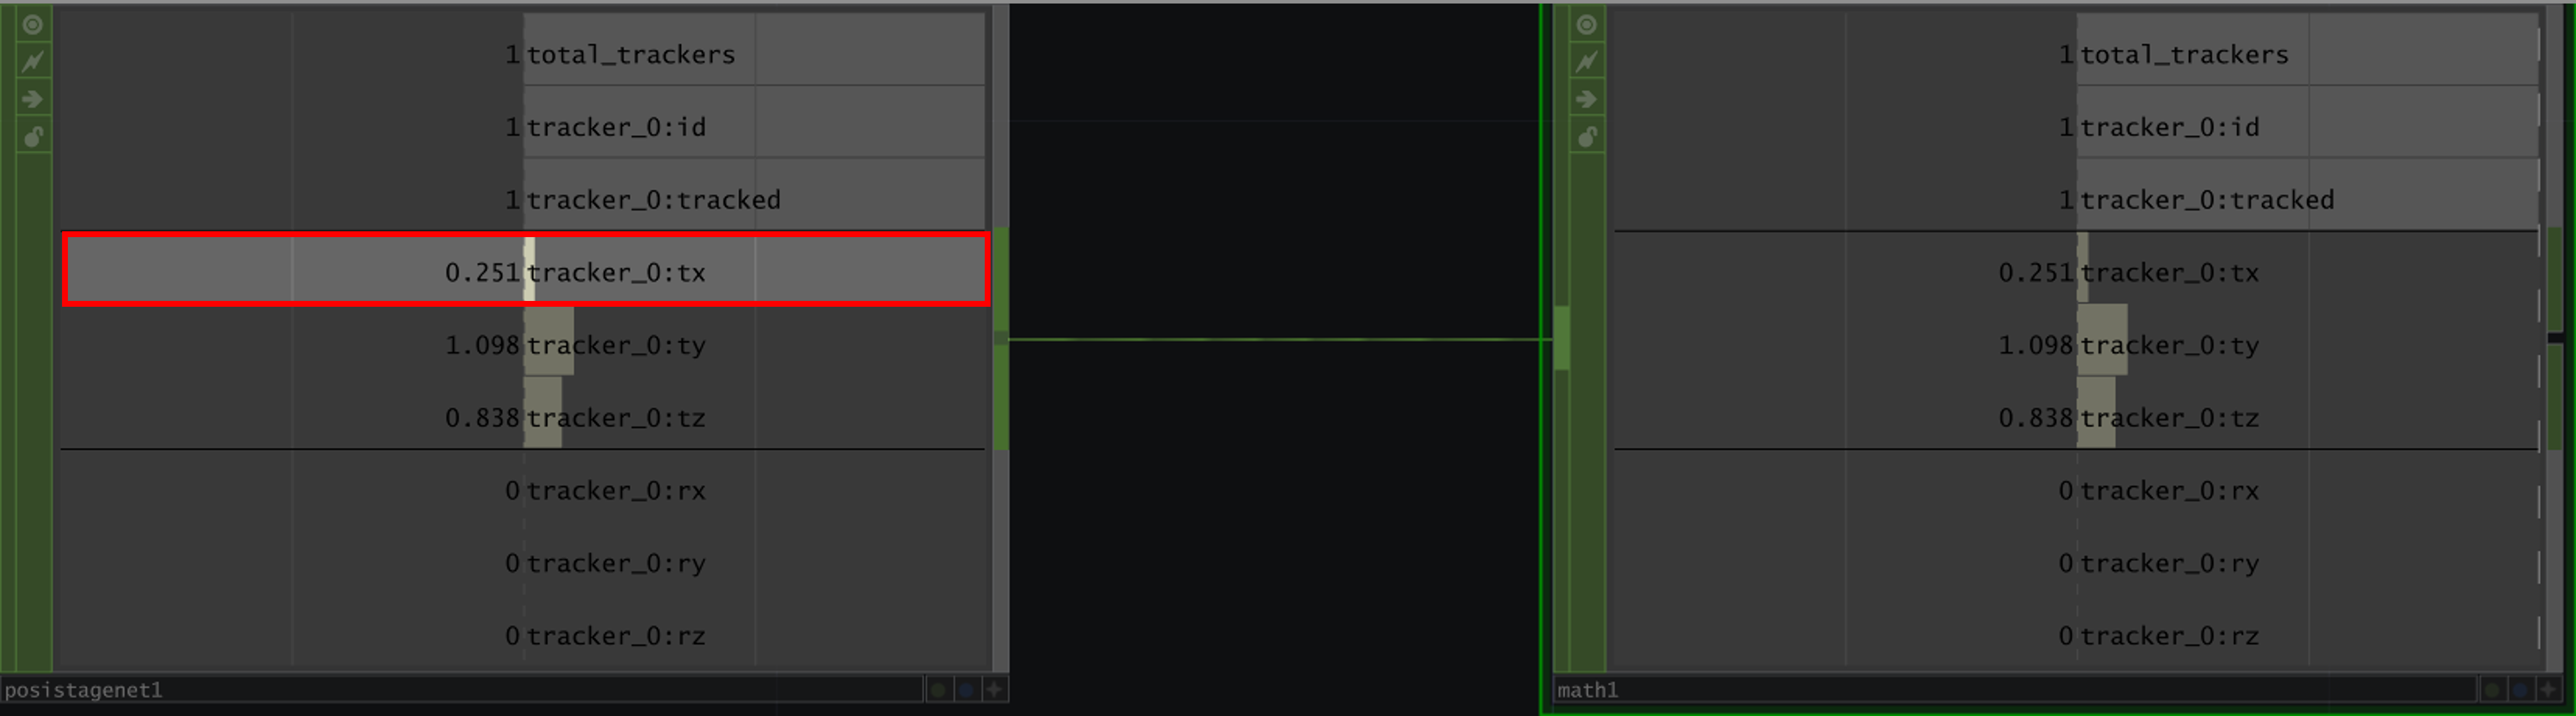 1 total_trackers
1 tracker_0:id
1 tracker_0:tracked
0.251 tracker_0:tx
1.098 tracker_0:ty
0.838 tracker_0:tz
0 tracker_0:rx
0 tracker_0:ry
0 tracker_0:rz
posistagenet1
1 total_trackers
1 tracker_0:id
1 tracker_0:tracked
0.251 tracker_0:tx
1.098 tracker_0:ty
0.838 tracker_0:tz
0 tracker_0:rx
0 tracker_0:ry
0 tracker_0:rz
math1